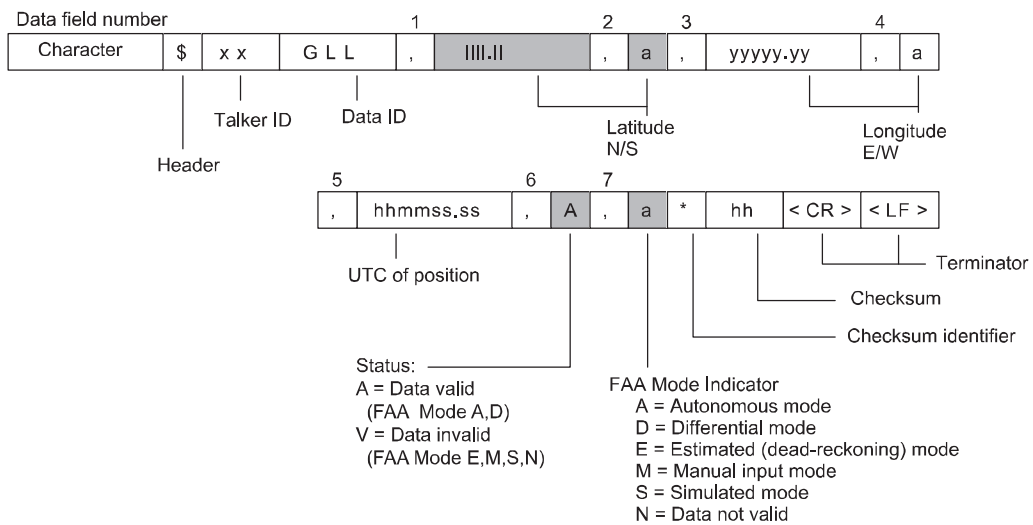 Data field number 1 2 3 4
Character $ x x G L L , llll.ll , a , yyyyy.yy , a
Talker ID Data ID Latitude Longitude
N/S E/W
Header
5 6 7
, hhmmss.ss , A , a * hh < CR > < LF >
UTC of position Terminator
Checksum
Checksum identifier
Status:
A = Data valid
(FAA Mode A,D)
V = Data invalid
(FAA Mode E,M,S,N)
FAA Mode Indicator
A = Autonomous mode
D = Differential mode
E = Estimated (dead-reckoning) mode
M = Manual input mode
S = Simulated mode
N = Data not valid